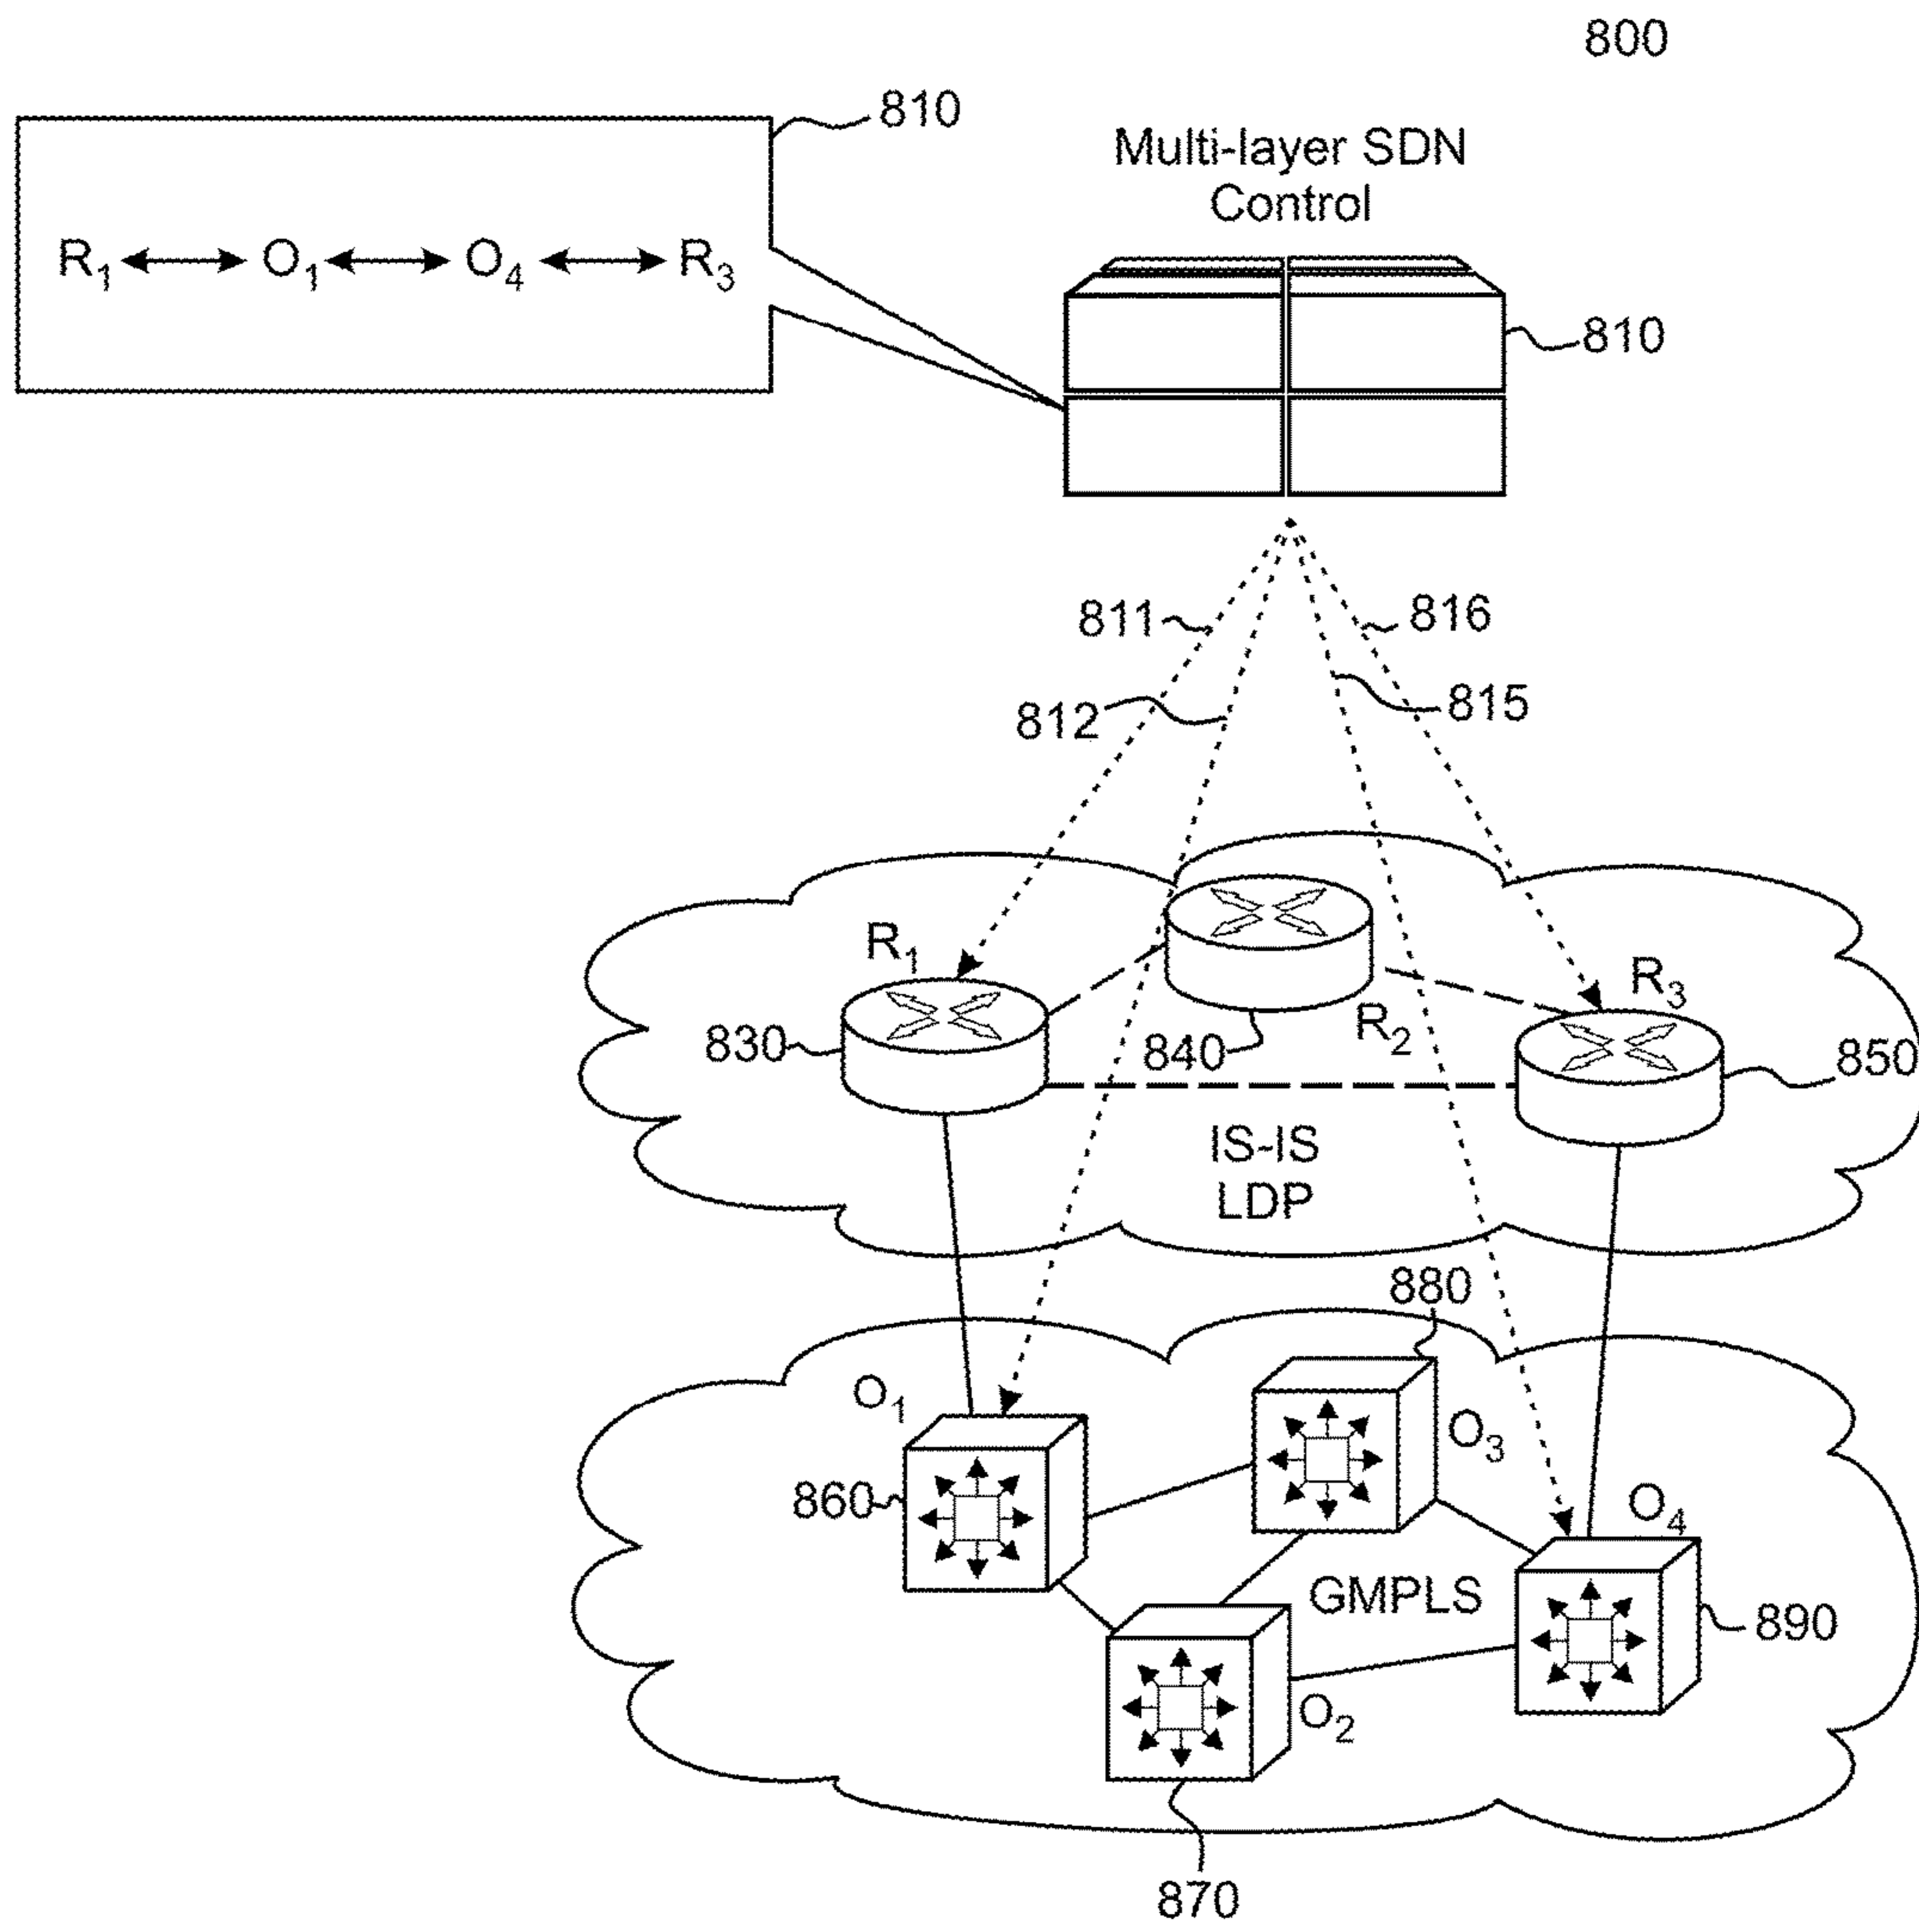 800
810
Multi-layer SDN
Control
R1 O1 O4 R3
810
811
816
812
815
R1
R3
830
840
R2
850
IS-IS
LDP
880
O1
O3
860
O4
GMPLS
890
O2
870